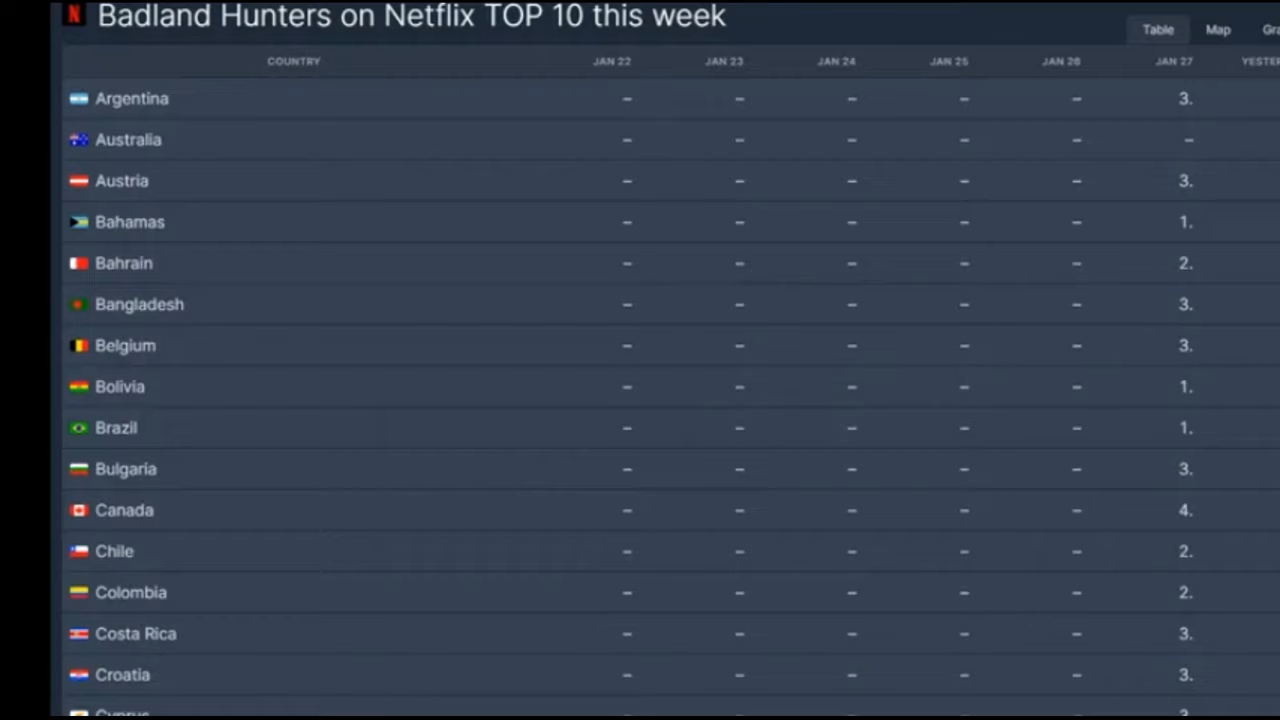 N Badland Hunters on Netflix TOP 10 this week
Table Map Gra
COUNTRY JAN 22 JAN 23 JAN 24 JAN 25 JAN 26 JAN 27 YESTER
Argentina – – – – – 3.
Australia – – – – – –
Austria – – – – – 3.
Bahamas – – – – – 1.
Bahrain – – – – – 2.
Bangladesh – – – – – 3.
Belgium – – – – – 3.
Bolivia – – – – – 1.
Brazil – – – – – 1.
Bulgaria – – – – – 3.
Canada – – – – – 4.
Chile – – – – – 2.
Colombia – – – – – 2.
Costa Rica – – – – – 3.
Croatia – – – – – 3.